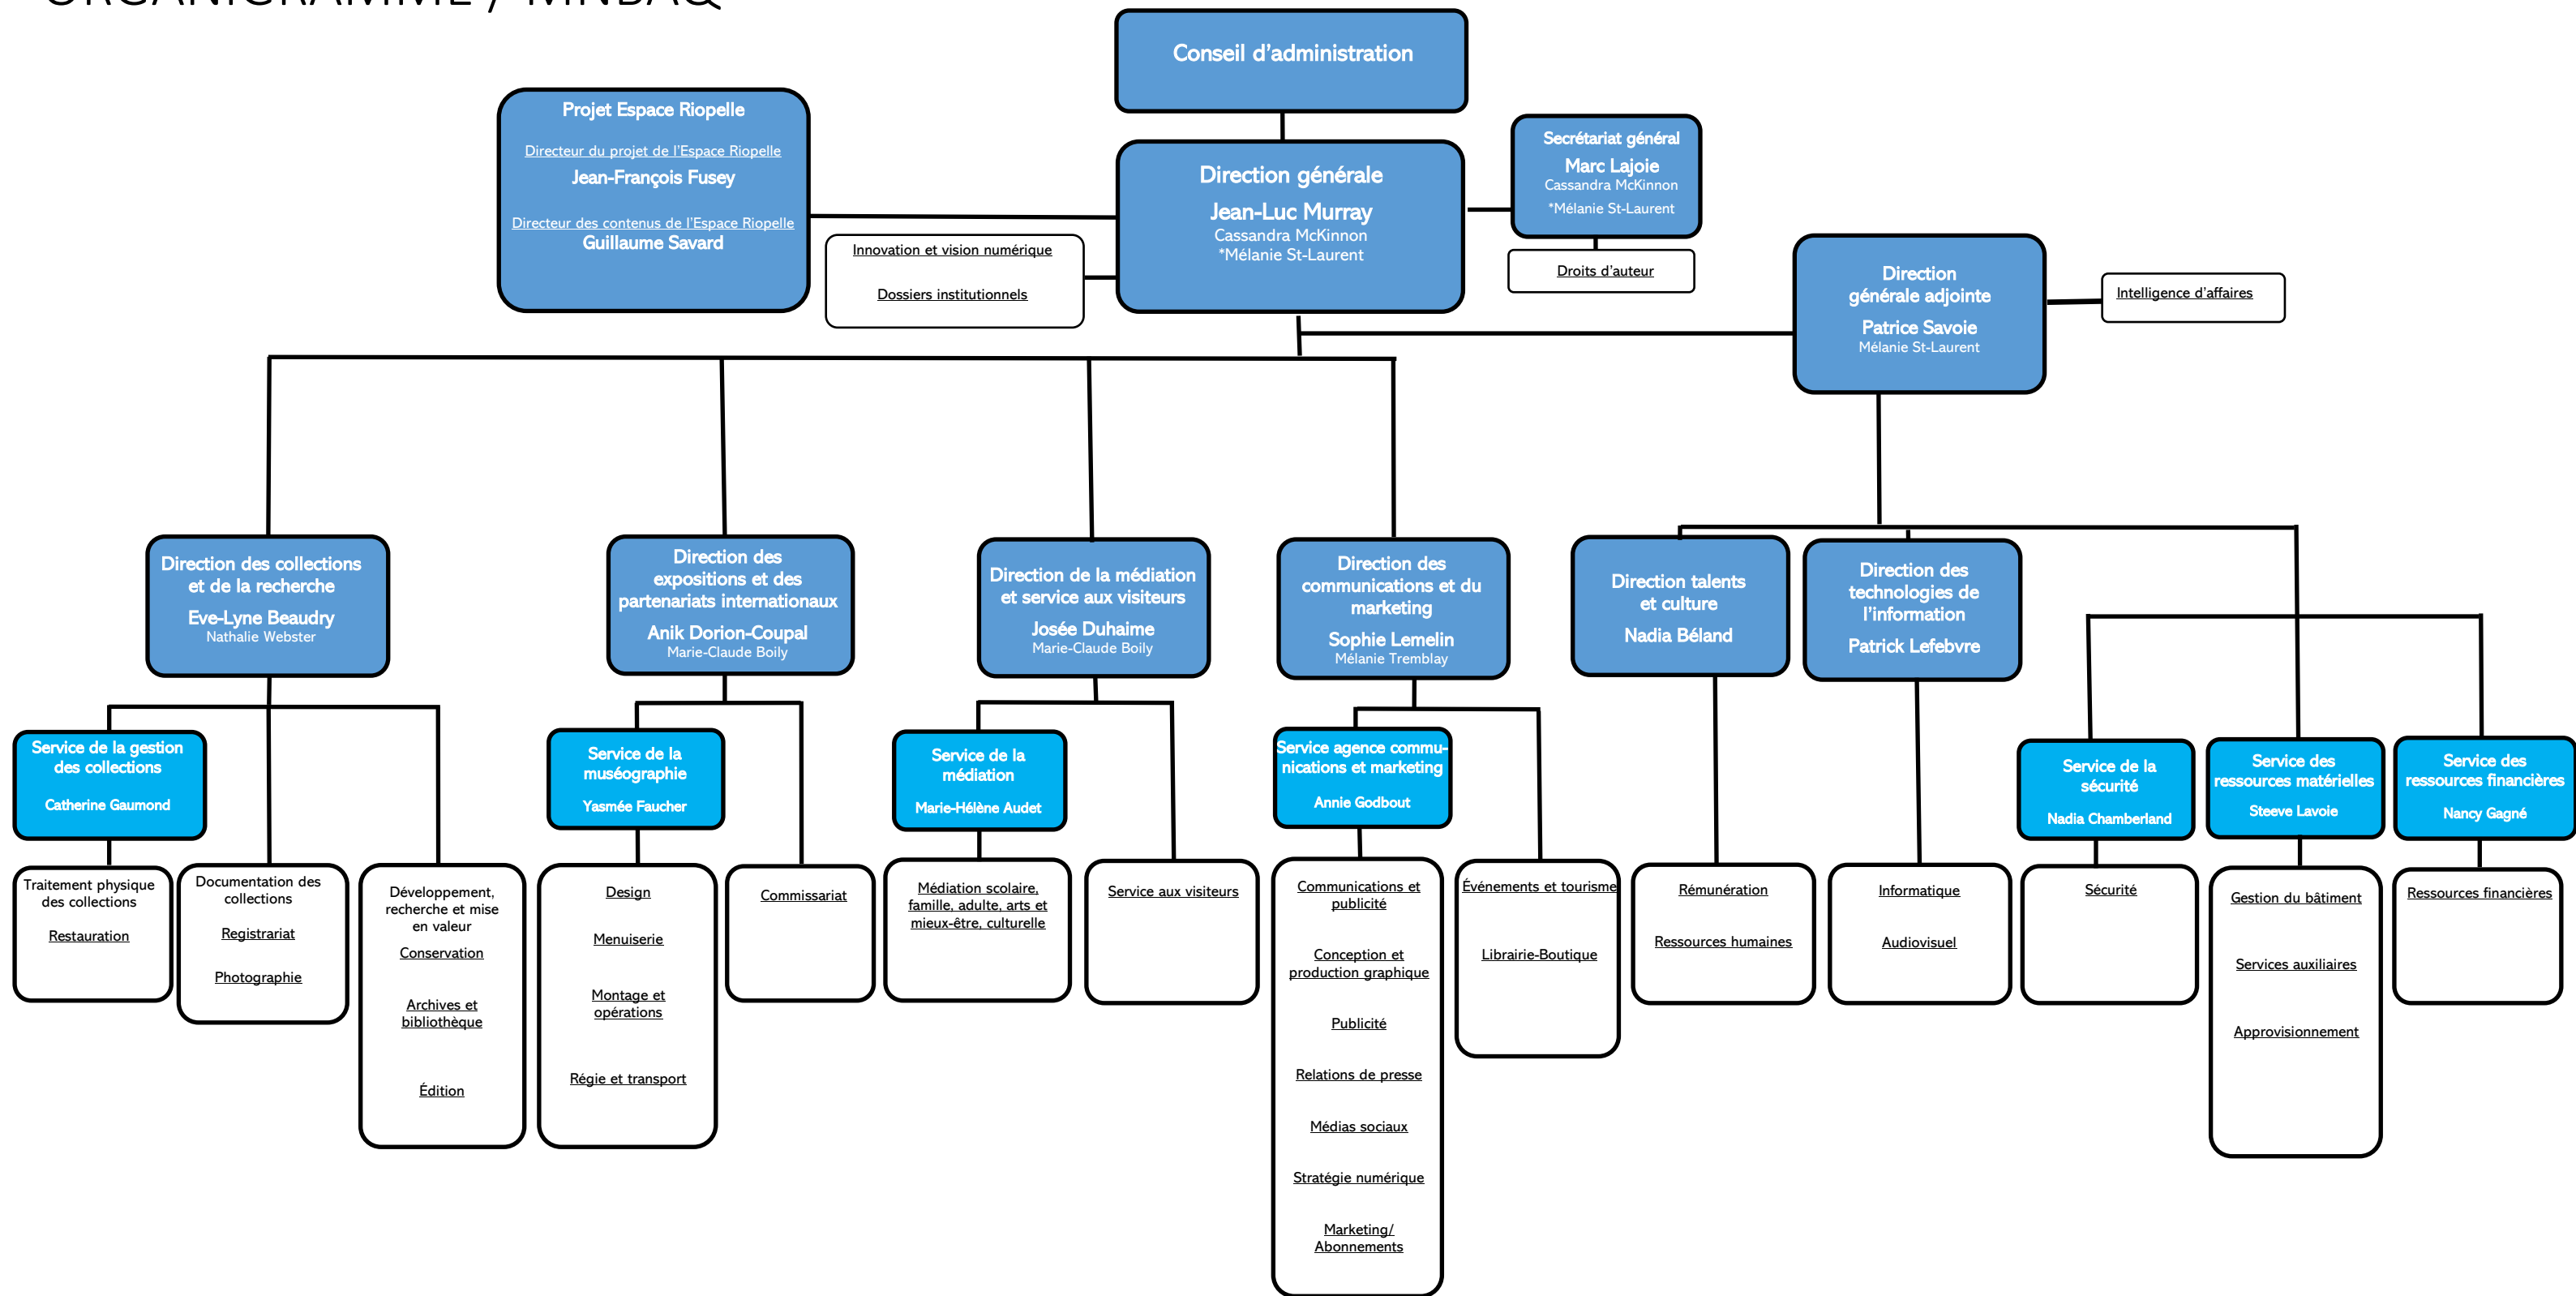 ORGANIGRAMME / MNBAQ
Conseil d'administration
Projet Espace Riopelle
Directeur du projet de l'Espace Riopelle
Jean-François Fusey
Directeur des contenus de l'Espace Riopelle
Guillaume Savard
Direction générale
Jean-Luc Murray
Cassandra McKinnon
*Mélanie St-Laurent
Secrétariat général
Marc Lajoie
Cassandra McKinnon
*Mélanie St-Laurent
Innovation et vision numérique
Dossiers institutionnels
Droits d'auteur
Direction
générale adjointe
Patrice Savoie
Mélanie St-Laurent
Intelligence d'affaires
Direction des collections
et de la recherche
Eve-Lyne Beaudry
Nathalie Webster
Direction des
expositions et des
partenariats internationaux
Anik Dorion-Coupal
Marie-Claude Boily
Direction de la médiation
et service aux visiteurs
Josée Duhaime
Marie-Claude Boily
Direction des
communications et du
marketing
Sophie Lemelin
Mélanie Tremblay
Direction talents
et culture
Nadia Béland
Direction des
technologies de
l'information
Patrick Lefebvre
Service de la gestion
des collections
Catherine Gaumond
Service de la
muséographie
Yasmée Faucher
Service de la
médiation
Marie-Hélène Audet
Service agence commu-
nications et marketing
Annie Godbout
Service de la
sécurité
Nadia Chamberland
Service des
ressources matérielles
Steeve Lavoie
Service des
ressources financières
Nancy Gagné
Traitement physique
des collections
Restauration
Documentation des
collections
Registrariat
Photographie
Développement,
recherche et mise
en valeur
Conservation
Archives et
bibliothèque
Édition
Design
Menuiserie
Montage et
opérations
Régie et transport
Commissariat
Médiation scolaire,
famille, adulte, arts et
mieux-être, culturelle
Service aux visiteurs
Communications et
publicité
Conception et
production graphique
Publicité
Relations de presse
Médias sociaux
Stratégie numérique
Marketing/
Abonnements
Événements et tourisme
Librairie-Boutique
Rémunération
Ressources humaines
Informatique
Audiovisuel
Sécurité
Gestion du bâtiment
Services auxiliaires
Approvisionnement
Ressources financières